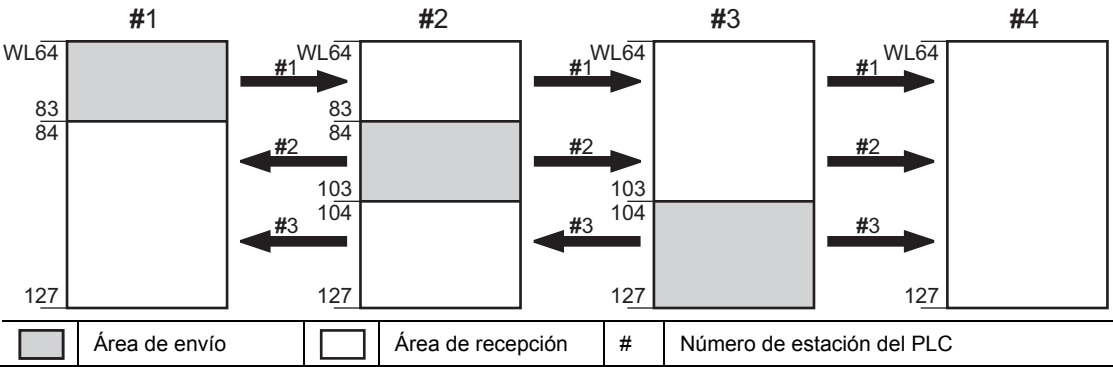 #1 #2 #3 #4
WL64 WL64 WL64 WL64
#1 #1 #1
83 83
84 84
#2 #2 #2
103 103
104 104
#3 #3 #3
127 127 127 127
Área de envío Área de recepción # Número de estación del PLC